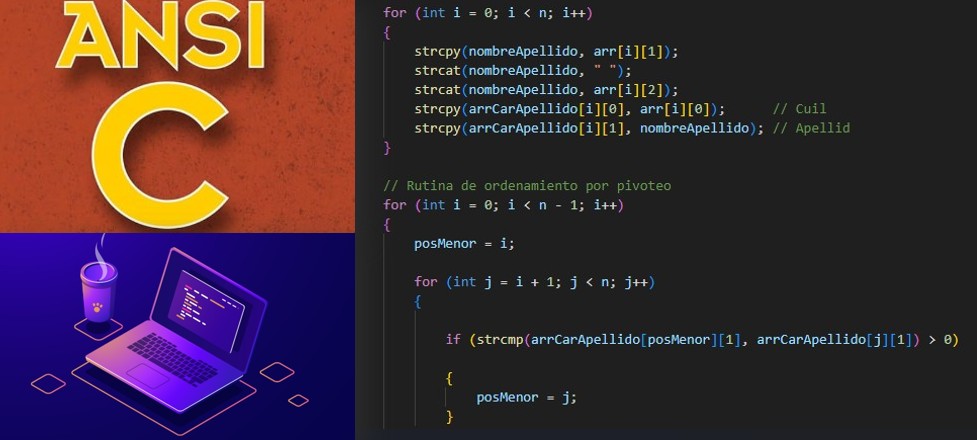 ANSI
C
for (int i = 0; i < n; i++)
{
strcpy(nombreApellido, arr[i][1]);
strcat(nombreApellido, " ");
strcat(nombreApellido, arr[i][2]);
strcpy(arrCarApellido[i][0], arr[i][0]); // Cuil
strcpy(arrCarApellido[i][1], nombreApellido); // Apellid
}
// Rutina de ordenamiento por pivoteo
for (int i = 0; i < n - 1; i++)
{
posMenor = i;
for (int j = i + 1; j < n; j++)
{
if (strcmp(arrCarApellido[posMenor][1], arrCarApellido[j][1]) > 0)
{
posMenor = j;
}